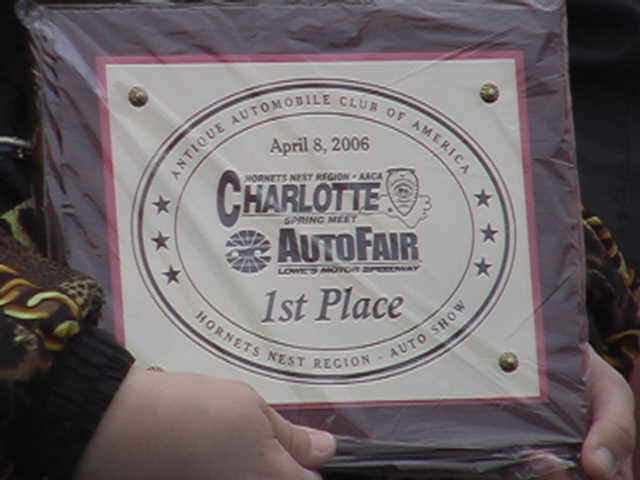 ANTIQUE AUTOMOBILE CLUB OF AMERICA
April 8, 2006
HORNETS NEST REGION - AACA
CHARLOTTE
SPRING MEET
AUTOFAIR
LOWE'S MOTOR SPEEDWAY
1st Place
HORNETS NEST REGION - AUTO SHOW